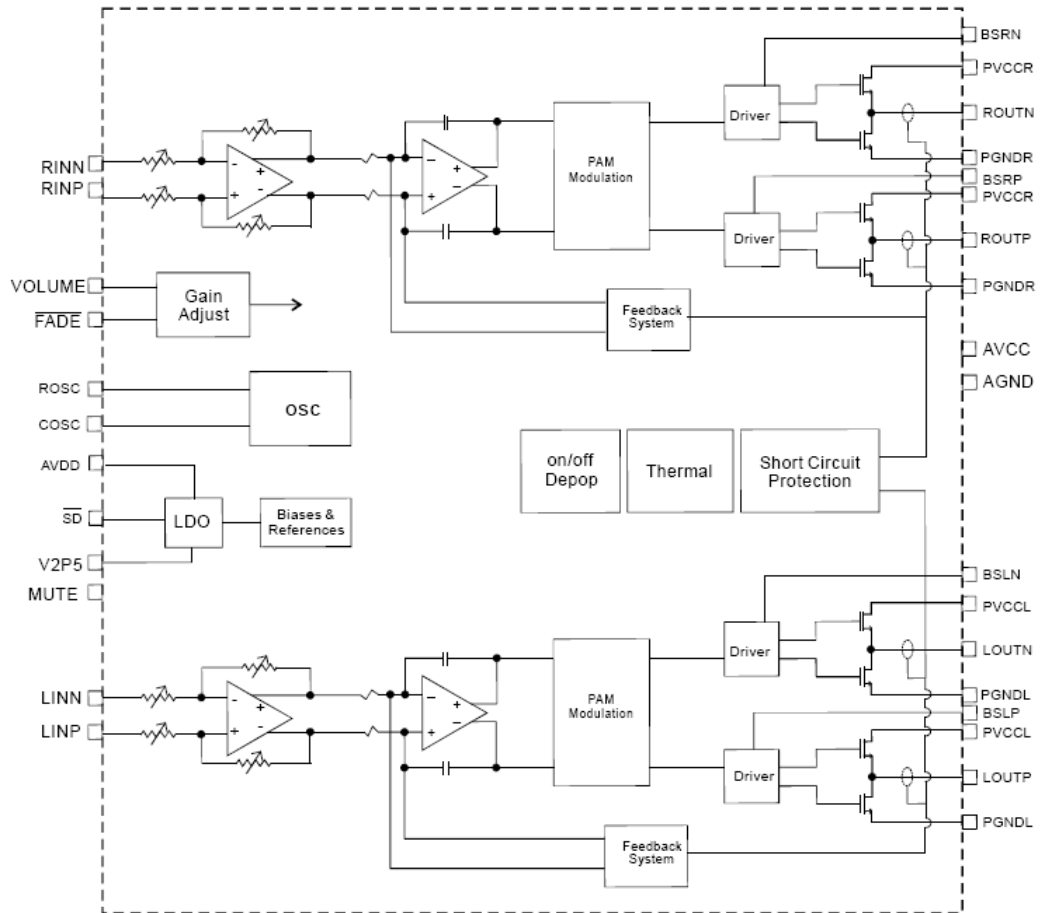 BSRN
PVCCR
Driver
ROUTN
PAM
Modulation
RINN
RINP
PGNDR
BSRP
PVCCR
Driver
ROUTP
VOLUME
FADE
Gain
Adjust
Feedback
System
PGNDR
AVCC
AGND
ROSC
COSC
OSC
AVDD
SD
V2P5
MUTE
LDO
Biases &
References
on/off
Depop
Thermal
Short Circuit
Protection
BSLN
PVCCL
Driver
LOUTN
PAM
Modulation
LINN
LINP
PGNDL
BSLP
PVCCL
Driver
LOUTP
PGNDL
Feedback
System